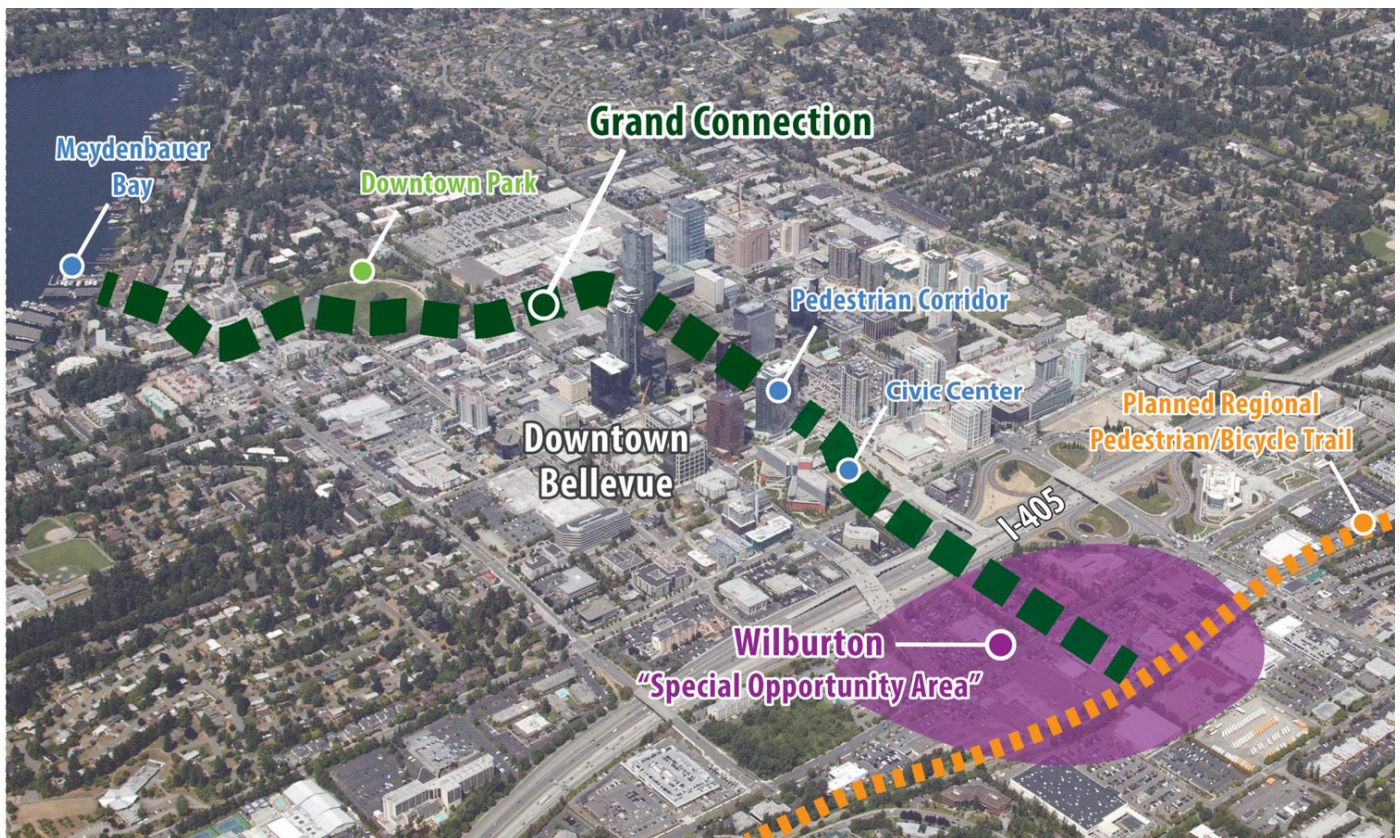 Grand Connection
Meydenbauer
Bay
Downtown Park
Pedestrian Corridor
Civic Center
Planned Regional
Pedestrian/Bicycle Trail
Downtown
Bellevue
I-405
Wilburton
“Special Opportunity Area”